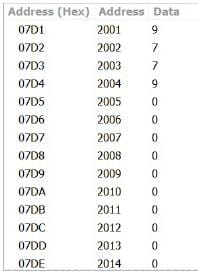 Address (Hex) Address Data
07D1 2001 9
07D2 2002 7
07D3 2003 7
07D4 2004 9
07D5 2005 0
07D6 2006 0
07D7 2007 0
07D8 2008 0
07D9 2009 0
07DA 2010 0
07DB 2011 0
07DC 2012 0
07DD 2013 0
07DE 2014 0